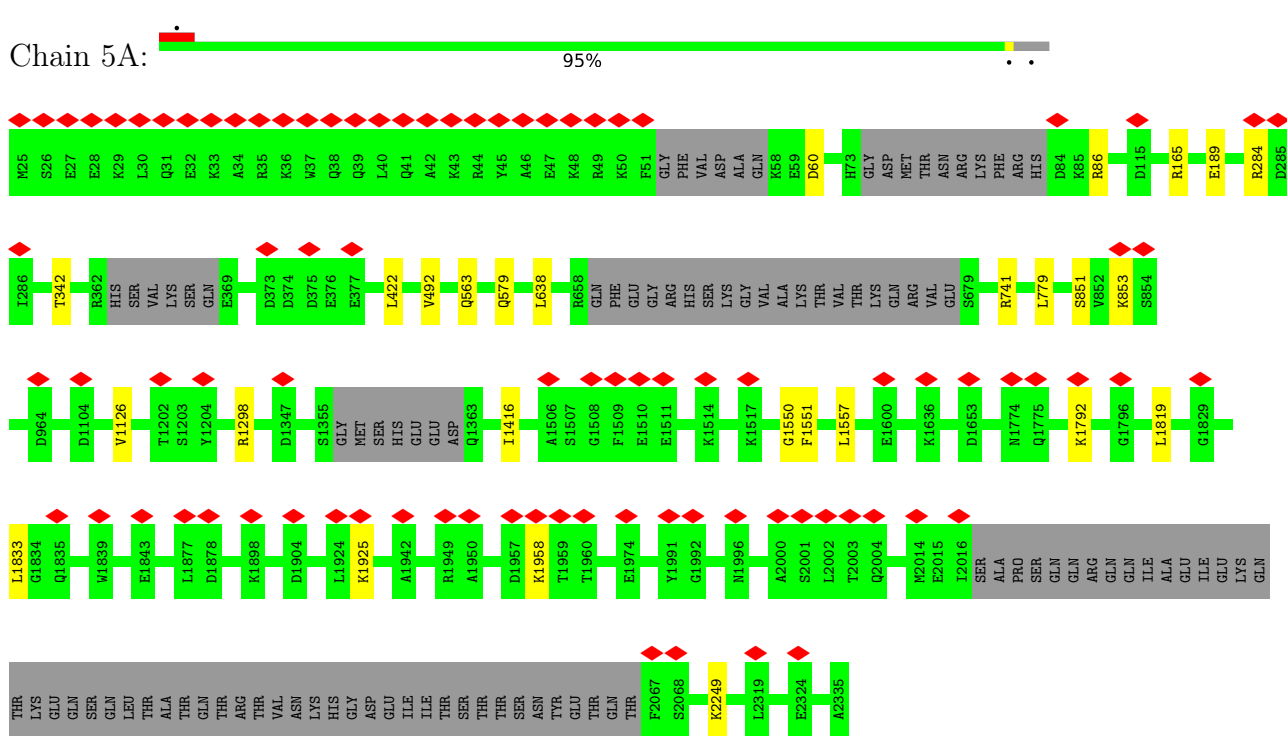 Chain 5A:
95%
M25 S26 E27 E28 K29 L30 Q31 E32 K33 A34 R35 K36 W37 Q38 Q39 L40 Q41 A42 K43 R44 Y45 A46 E47 K48 R49 K50 F51 GLY PHE VAL ASP ALA GLN K58 E59 D60 H73 GLY ASP MET THR ASN ARG LYS PHE ARG HIS D84 K85 R86 D115 R165 E189 R284 D285
I286 T342 R362 HIS SER VAL LYS SER GLN E369 D373 D374 D375 E376 E377 L422 V492 Q563 Q579 L638 R658 GLN PHE GLU GLY ARG HIS SER LYS GLY VAL ALA LYS THR VAL THR LYS GLN ARG VAL GLU S679 R741 L779 S851 V852 K853 S854
D964 D1104 V1126 T1202 S1203 Y1204 R1298 D1347 S1355 GLY MET SER HIS GLU GLU ASP Q1363 I1416 A1506 S1507 G1508 F1509 E1510 E1511 K1514 K1517 G1550 F1551 L1557 E1600 K1636 D1653 N1774 Q1775 K1792 G1796 L1819 G1829
L1833 G1834 Q1835 W1839 E1843 L1877 D1878 K1898 D1904 L1924 K1925 A1942 R1949 A1950 D1957 K1958 T1959 T1960 E1974 Y1991 G1992 N1996 A2000 S2001 L2002 T2003 Q2004 M2014 E2015 I2016 SER ALA PRO SER GLN GLN ARG GLN GLN ILE ALA GLU ILE GLU LYS GLN
THR LYS GLU GLN SER GLN LEU THR ALA THR GLN THR ARG THR VAL ASN LYS HIS GLY ASP GLU ILE ILE THR SER THR THR SER ASN TYR GLU THR GLN THR F2067 S2068 K2249 L2319 E2324 A2335